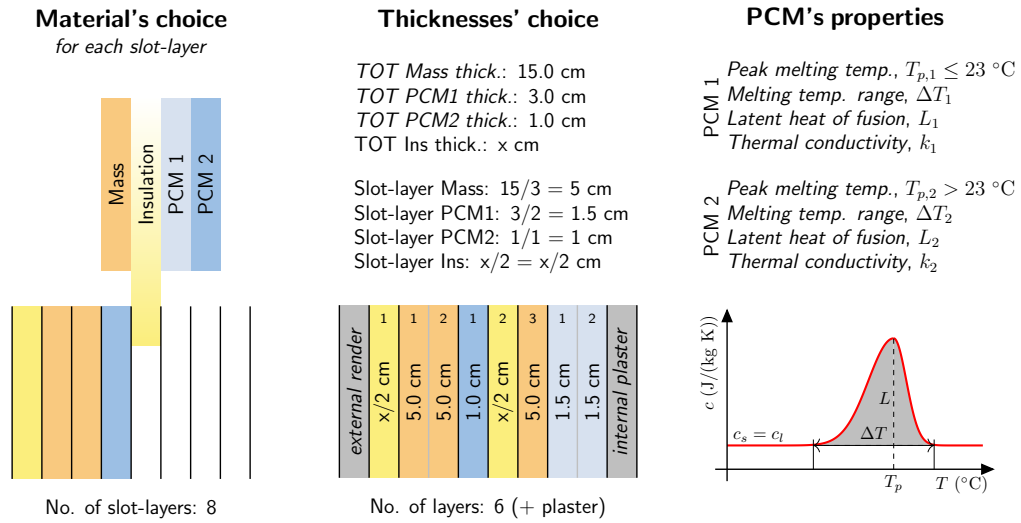 Material's choice
for each slot-layer
Mass
Insulation
PCM 1
PCM 2
No. of slot-layers: 8
Thicknesses' choice
TOT Mass thick.: 15.0 cm
TOT PCM1 thick.: 3.0 cm
TOT PCM2 thick.: 1.0 cm
TOT Ins thick.: x cm
Slot-layer Mass: 15/3 = 5 cm
Slot-layer PCM1: 3/2 = 1.5 cm
Slot-layer PCM2: 1/1 = 1 cm
Slot-layer Ins: x/2 = x/2 cm
1 1 2 1 2 3 1 2
external render
x/2 cm
5.0 cm
5.0 cm
1.0 cm
x/2 cm
5.0 cm
1.5 cm
1.5 cm
internal plaster
No. of layers: 6 (+ plaster)
PCM's properties
PCM 1
Peak melting temp., T_{p,1} ≤ 23 °C
Melting temp. range, ΔT_1
Latent heat of fusion, L_1
Thermal conductivity, k_1
PCM 2
Peak melting temp., T_{p,2} > 23 °C
Melting temp. range, ΔT_2
Latent heat of fusion, L_2
Thermal conductivity, k_2
c (J/(kg K))
L
c_s = c_l
ΔT
T_p
T (°C)